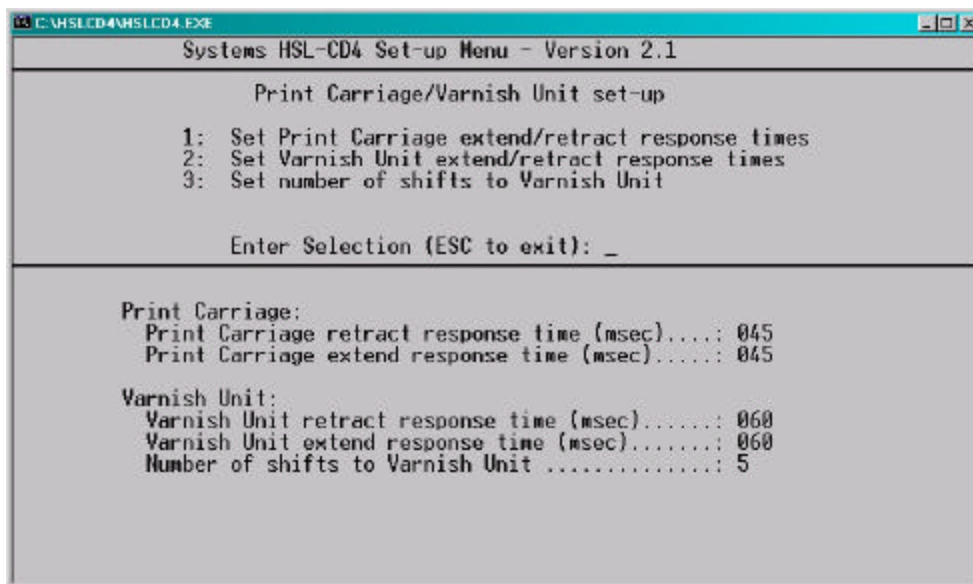 C:\HSLCD4\HSLCD4.EXE
Systems HSL-CD4 Set-up Menu - Version 2.1
Print Carriage/Varnish Unit set-up
1: Set Print Carriage extend/retract response times
2: Set Varnish Unit extend/retract response times
3: Set number of shifts to Varnish Unit
Enter Selection (ESC to exit): _
Print Carriage:
Print Carriage retract response time (msec)....: 045
Print Carriage extend response time (msec).....: 045
Varnish Unit:
Varnish Unit retract response time (msec)......: 060
Varnish Unit extend response time (msec).......: 060
Number of shifts to Varnish Unit ..............: 5